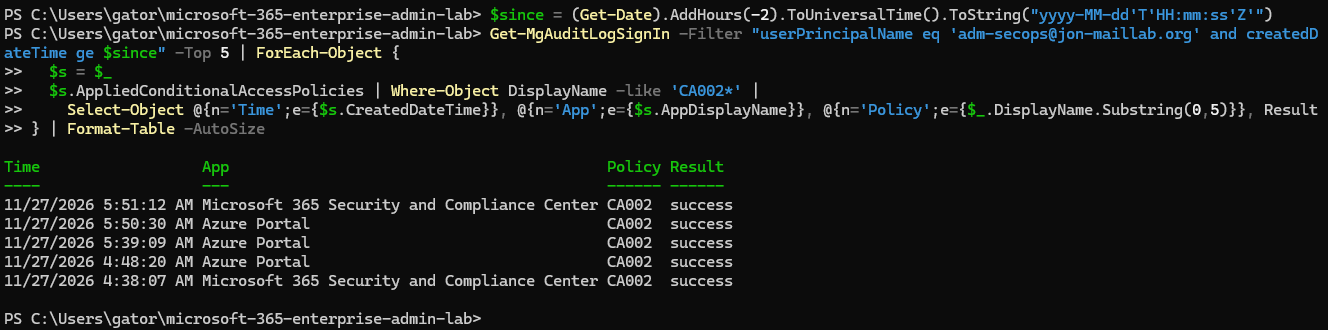 PS C:\Users\gator\microsoft-365-enterprise-admin-lab> $since = (Get-Date).AddHours(-2).ToUniversalTime().ToString("yyyy-MM-dd'T'HH:mm:ss'Z'")
PS C:\Users\gator\microsoft-365-enterprise-admin-lab> Get-MgAuditLogSignIn -Filter "userPrincipalName eq 'adm-secops@jon-maillab.org' and createdD
ateTime ge $since" -Top 5 | ForEach-Object {
>>   $s = $_
>>   $s.AppliedConditionalAccessPolicies | Where-Object DisplayName -like 'CA002*' |
>>     Select-Object @{n='Time';e={$s.CreatedDateTime}}, @{n='App';e={$s.AppDisplayName}}, @{n='Policy';e={$_.DisplayName.Substring(0,5)}}, Result
>> } | Format-Table -AutoSize
Time                  App                                       Policy Result
----                  ---                                       ------ ------
11/27/2026 5:51:12 AM Microsoft 365 Security and Compliance Center CA002  success
11/27/2026 5:50:30 AM Azure Portal                              CA002  success
11/27/2026 5:39:09 AM Azure Portal                              CA002  success
11/27/2026 4:48:20 AM Azure Portal                              CA002  success
11/27/2026 4:38:07 AM Microsoft 365 Security and Compliance Center CA002  success
PS C:\Users\gator\microsoft-365-enterprise-admin-lab>